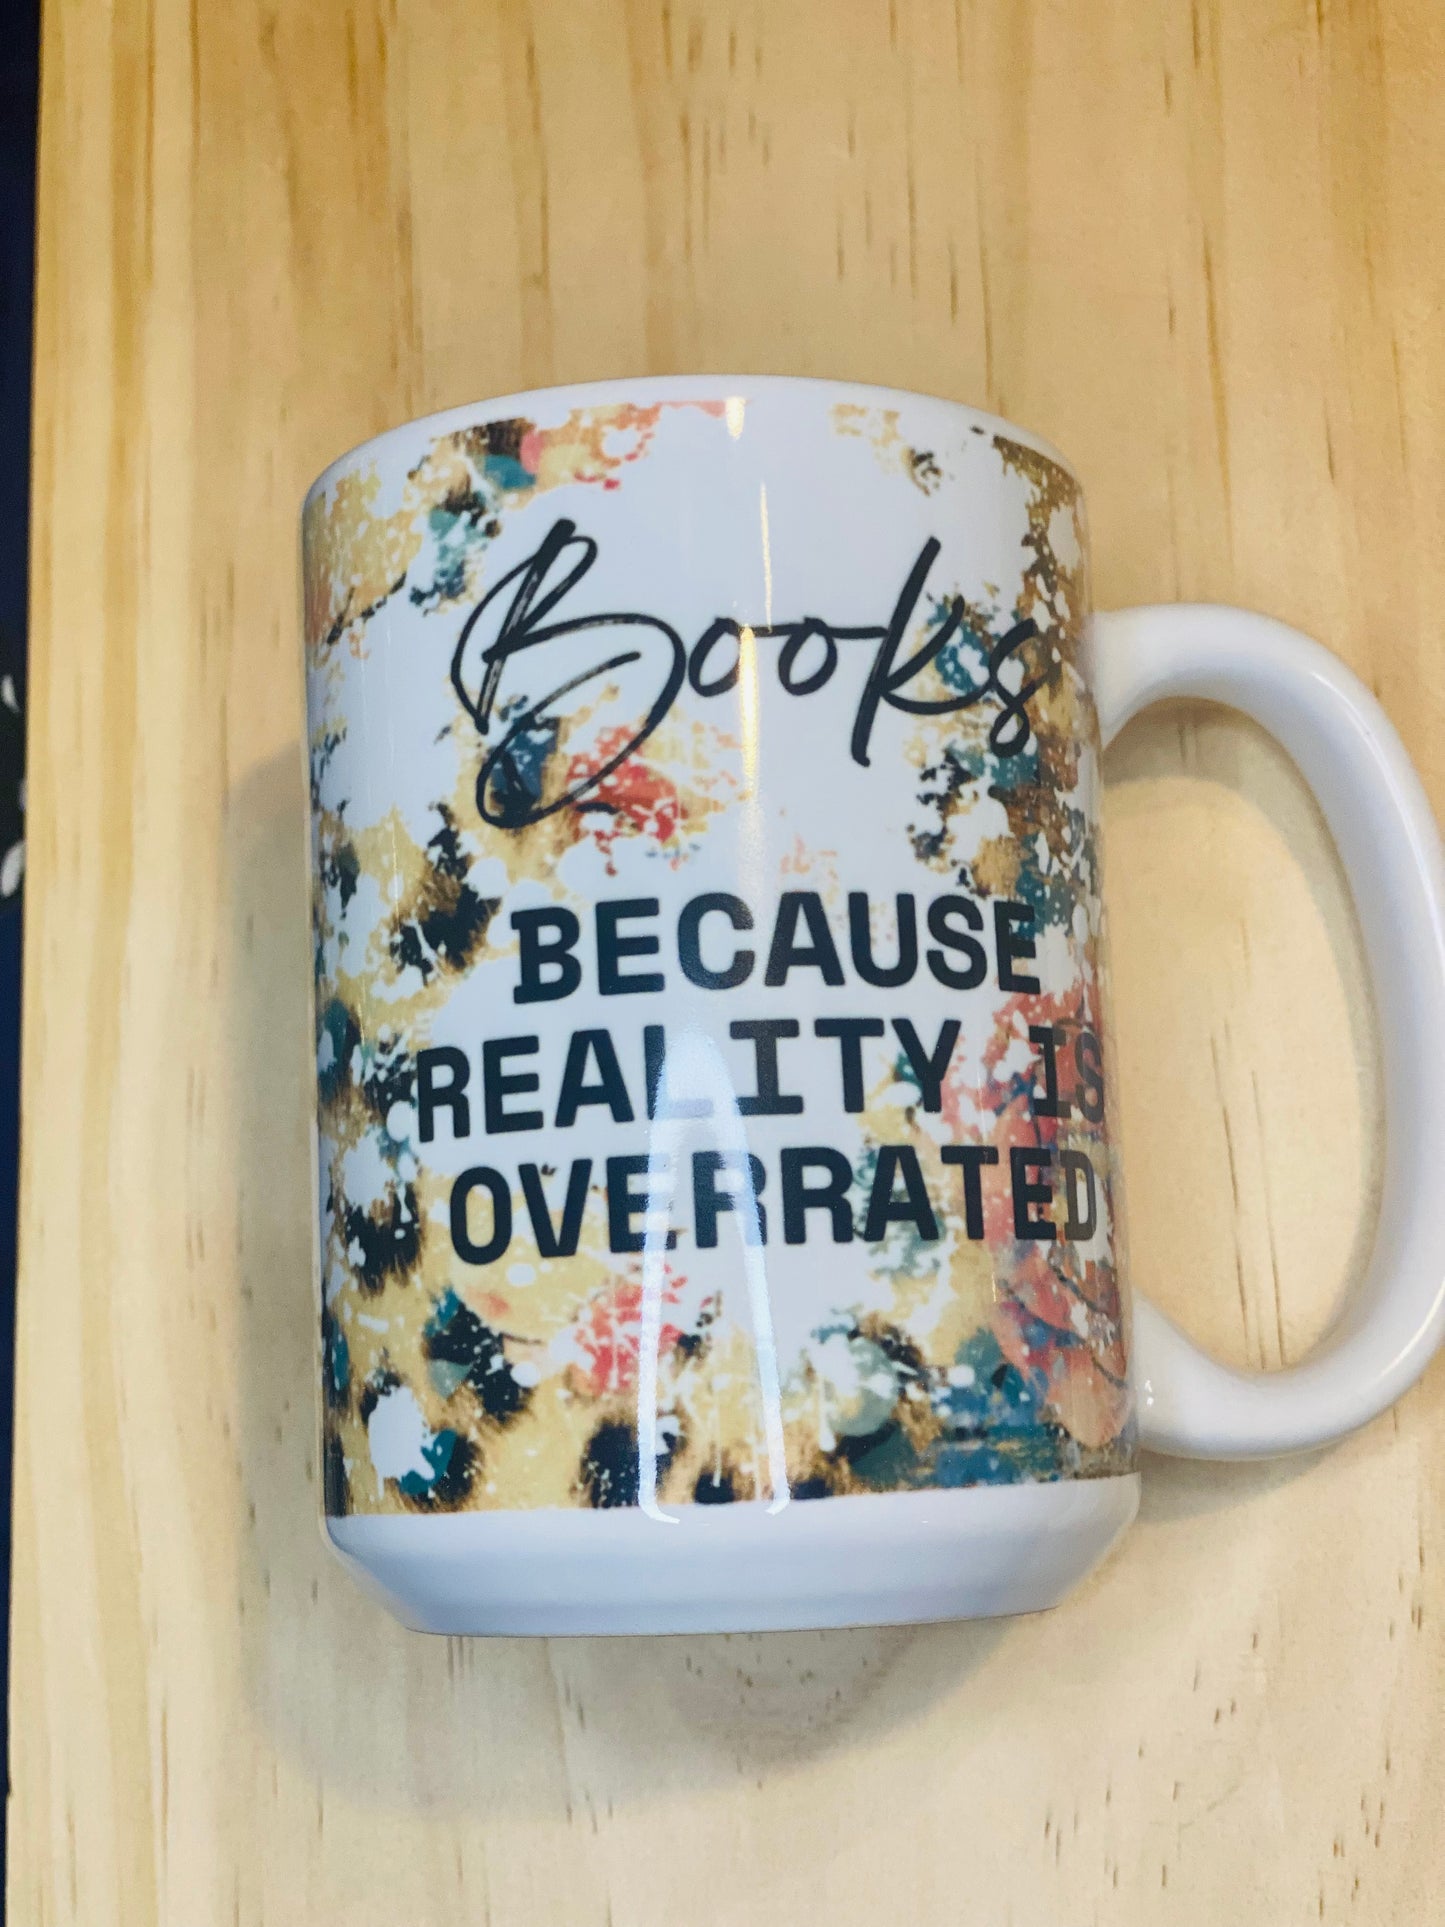 Books
BECAUSE
REALITY IS
OVERRATED